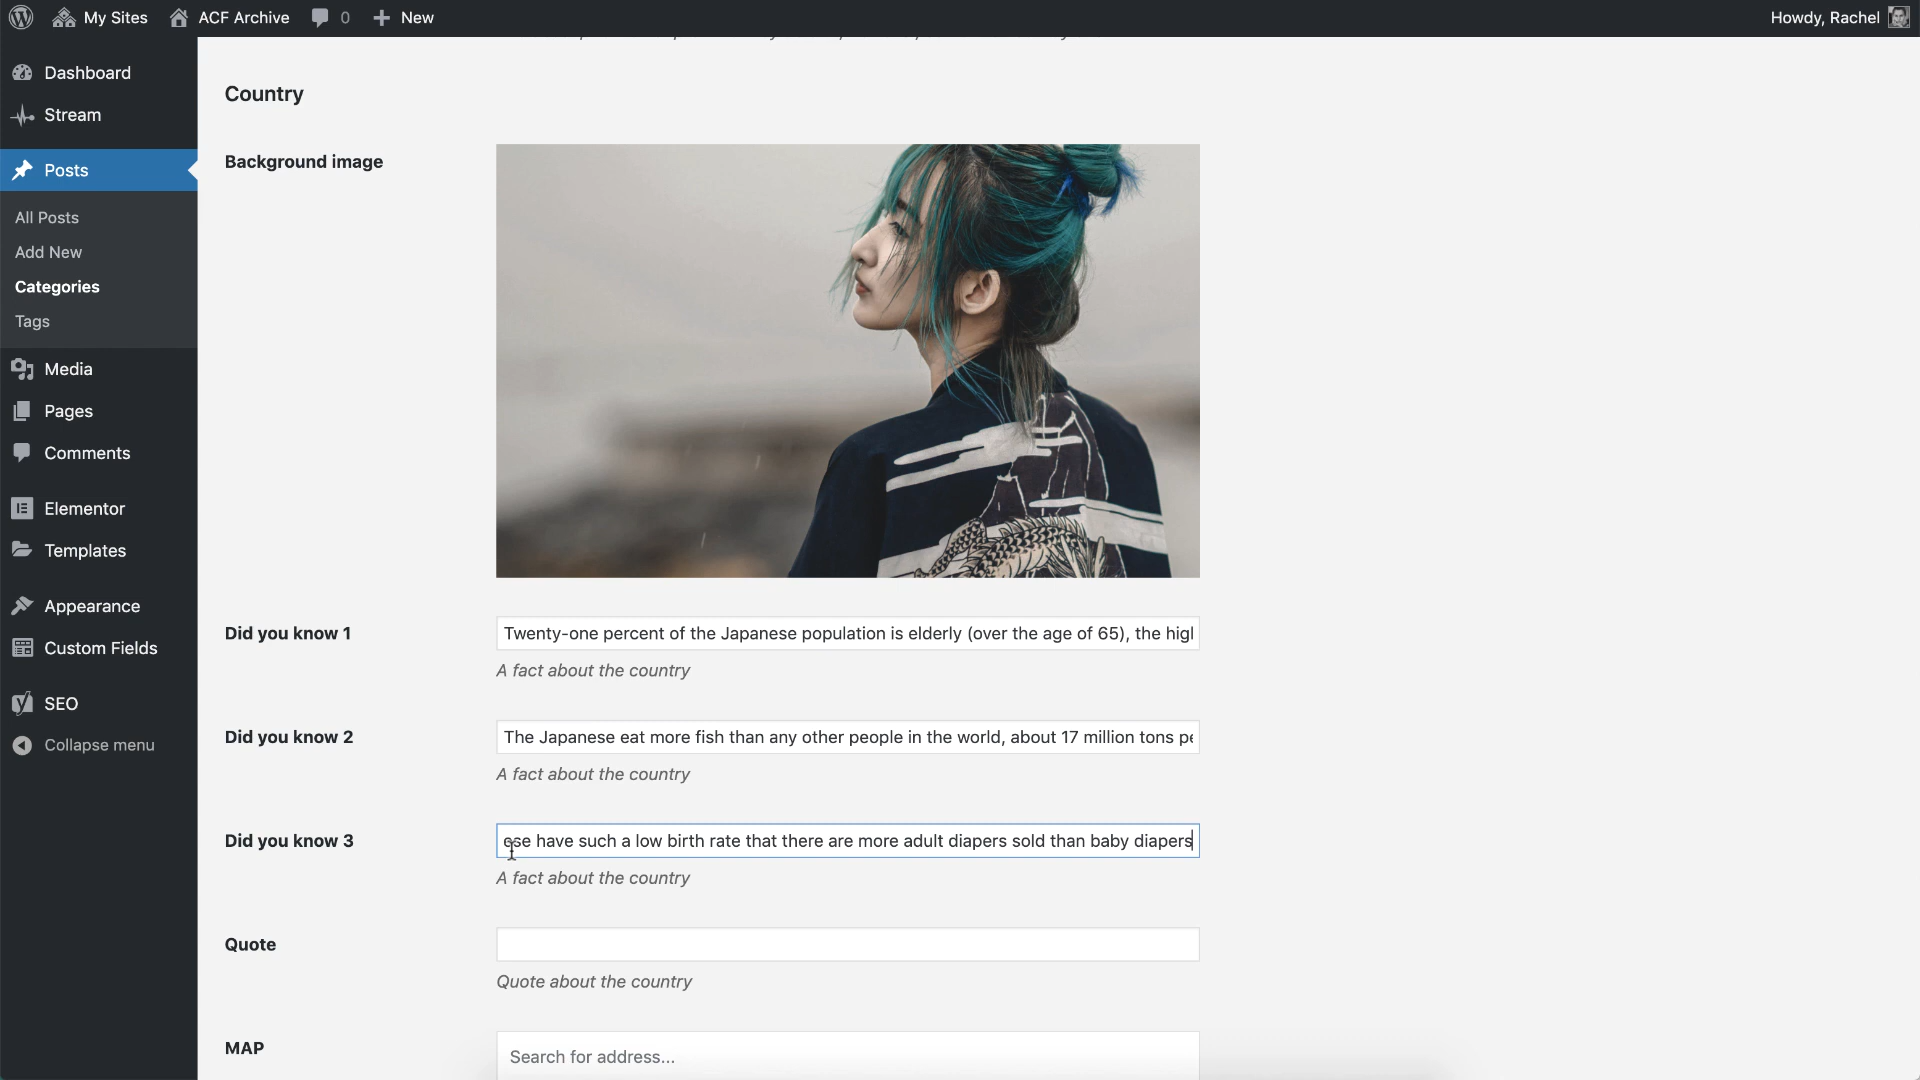 My Sites
ACF Archive
0
New
Howdy, Rachel
Dashboard
Stream
Posts
All Posts
Add New
Categories
Tags
Media
Pages
Comments
Elementor
Templates
Appearance
Custom Fields
SEO
Collapse menu
Country
Background image
Did you know 1
Twenty-one percent of the Japanese population is elderly (over the age of 65), the
A fact about the country
Did you know 2
The Japanese eat more fish than any other people in the world, about 17 million tons
A fact about the country
Did you know 3
have such a low birth rate that there are more adult diapers sold than baby diapers
A fact about the country
Quote
Quote about the country
MAP
Search for address...